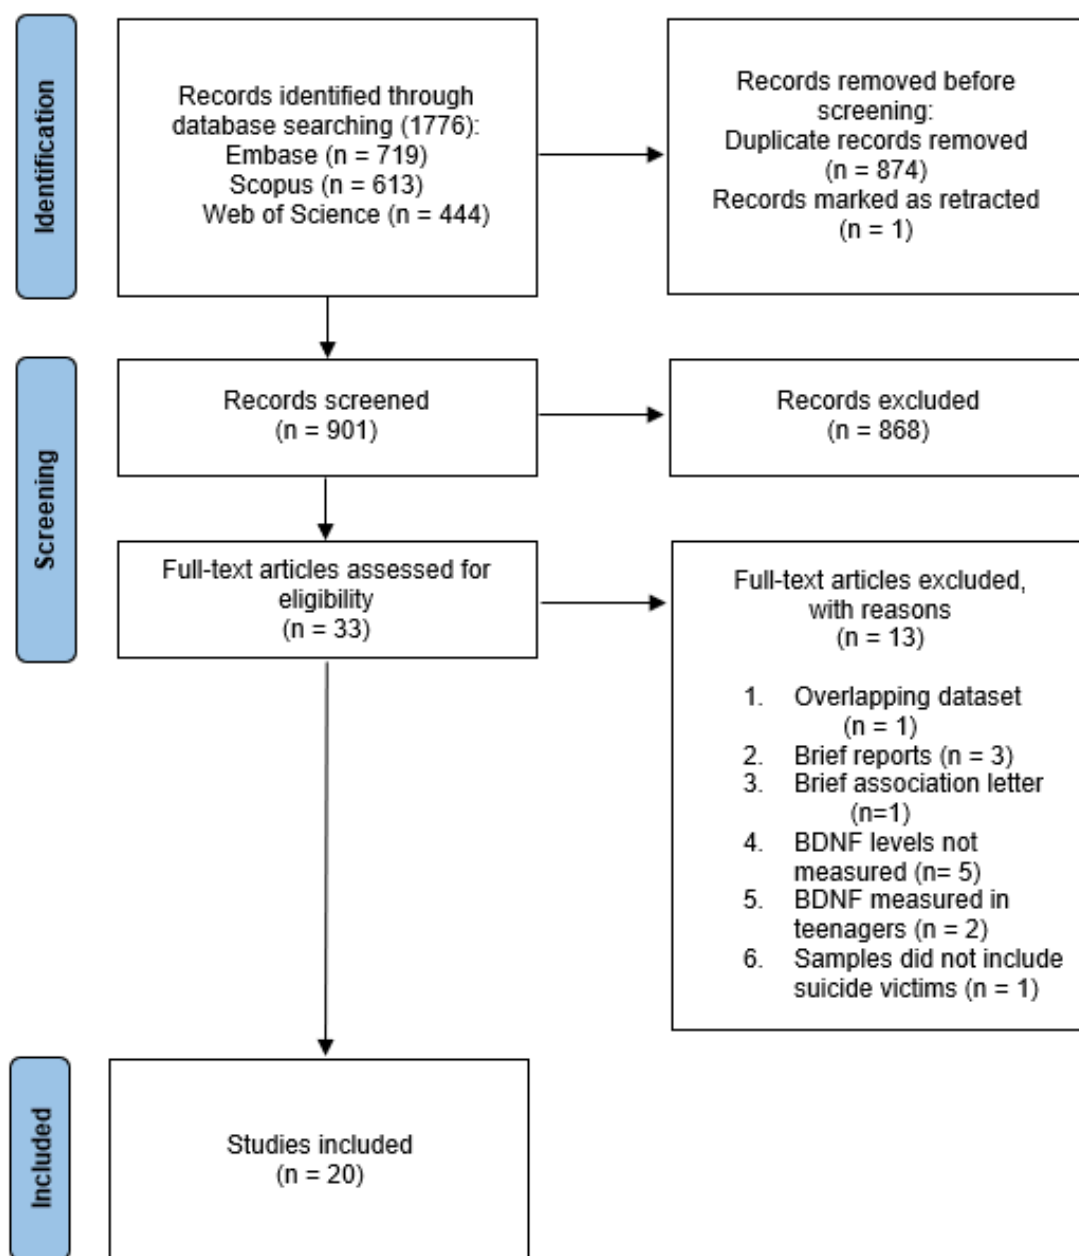 Identification
Records identified through
database searching (1776):
Embase (n = 719)
Scopus (n = 613)
Web of Science (n = 444)
Records removed before
screening:
Duplicate records removed
(n = 874)
Records marked as retracted
(n = 1)
Screening
Records screened
(n = 901)
Records excluded
(n = 868)
Full-text articles assessed for
eligibility
(n = 33)
Full-text articles excluded,
with reasons
(n = 13)
1. Overlapping dataset
(n = 1)
2. Brief reports (n = 3)
3. Brief association letter
(n=1)
4. BDNF levels not
measured (n= 5)
5. BDNF measured in
teenagers (n = 2)
6. Samples did not include
suicide victims (n = 1)
Included
Studies included
(n = 20)